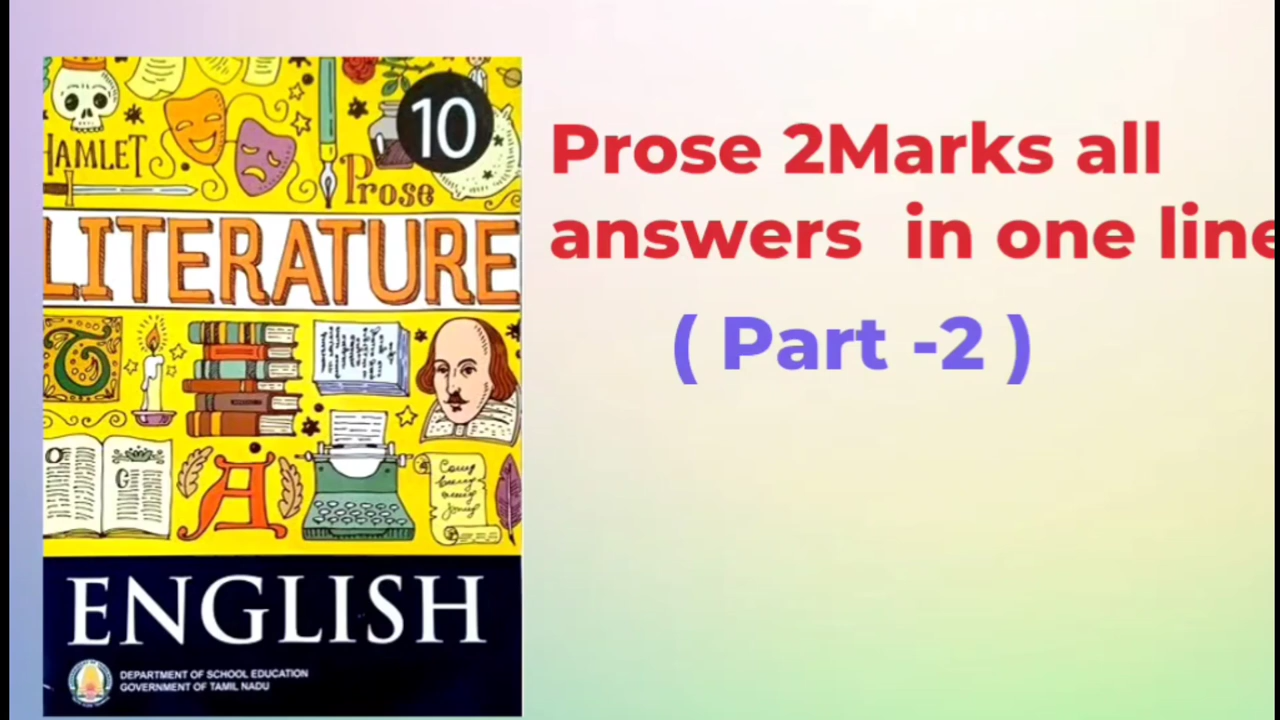 10
HAMLET
Prose
LITERATURE
ENGLISH
DEPARTMENT OF SCHOOL EDUCATION
GOVERNMENT OF TAMIL NADU
Prose 2Marks all
answers in one line
( Part -2 )